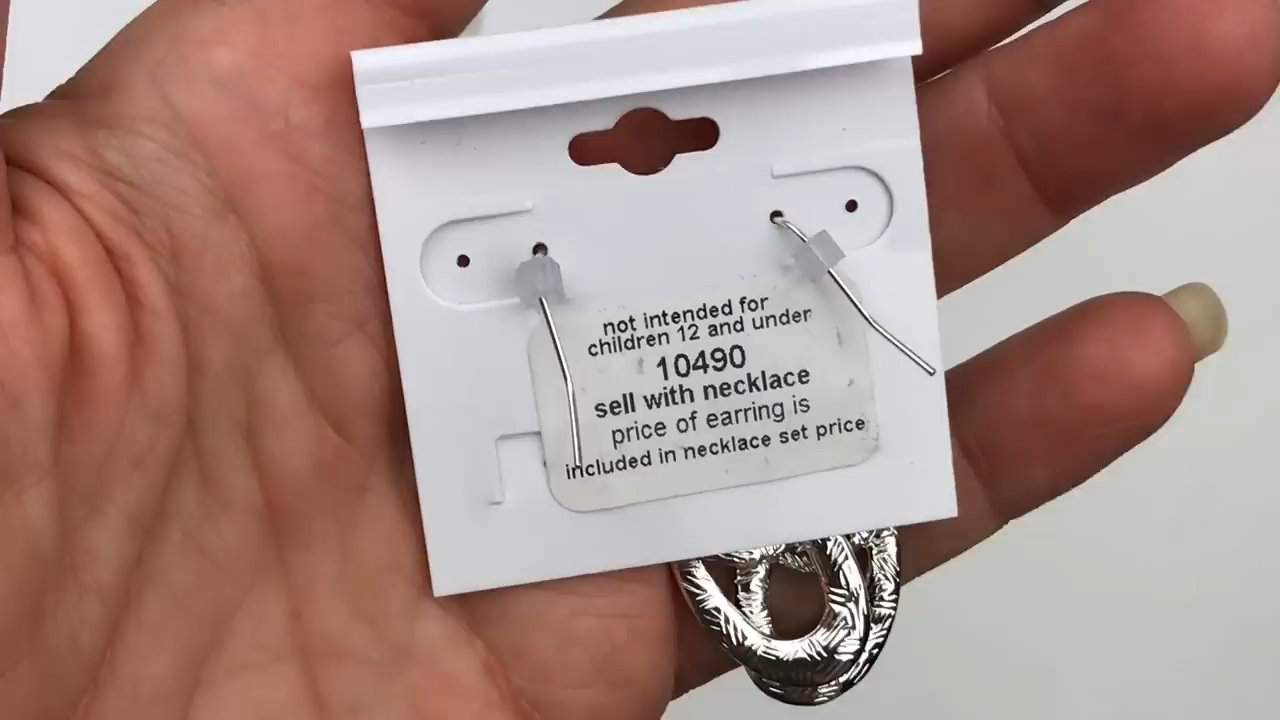 not intended for
children 12 and under
10490
sell with necklace
price of earring is
included in necklace set price